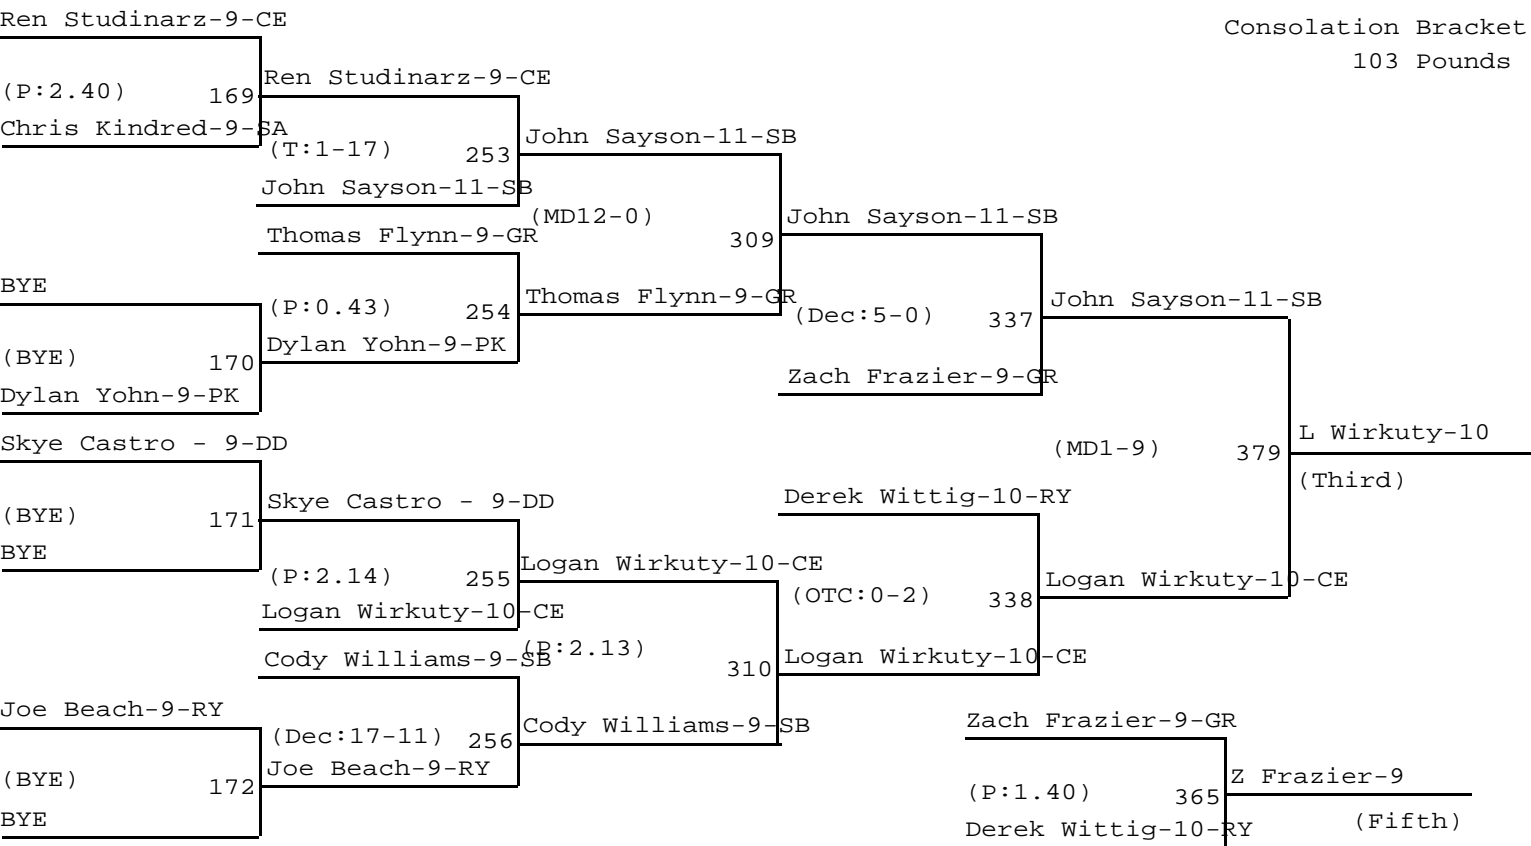 Ren Studinarz-9-CE
Consolation Bracket
103 Pounds
(P:2.40)
169
Ren Studinarz-9-CE
Chris Kindred-9-SA
(T:1-17)
253
John Sayson-11-SB
John Sayson-11-SB
(MD12-0)
309
John Sayson-11-SB
Thomas Flynn-9-GR
BYE
(P:0.43)
254
Thomas Flynn-9-GR
(Dec:5-0)
337
John Sayson-11-SB
(BYE)
170
Dylan Yohn-9-PK
Dylan Yohn-9-PK
Zach Frazier-9-GR
Skye Castro - 9-DD
(MD1-9)
379
L Wirkuty-10
(Third)
(BYE)
171
Skye Castro - 9-DD
Derek Wittig-10-RY
BYE
(P:2.14)
255
Logan Wirkuty-10-CE
(OTC:0-2)
338
Logan Wirkuty-10-CE
Logan Wirkuty-10-CE
(P:2.13)
310
Logan Wirkuty-10-CE
Cody Williams-9-SB
Joe Beach-9-RY
(Dec:17-11)
256
Cody Williams-9-SB
Zach Frazier-9-GR
(BYE)
172
Joe Beach-9-RY
(P:1.40)
365
Z Frazier-9
(Fifth)
BYE
Derek Wittig-10-RY